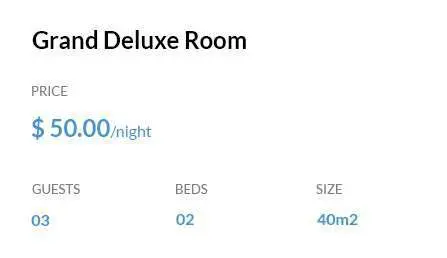 Grand Deluxe Room
PRICE
$ 50.00/night
GUESTS BEDS SIZE
03 02 40m2